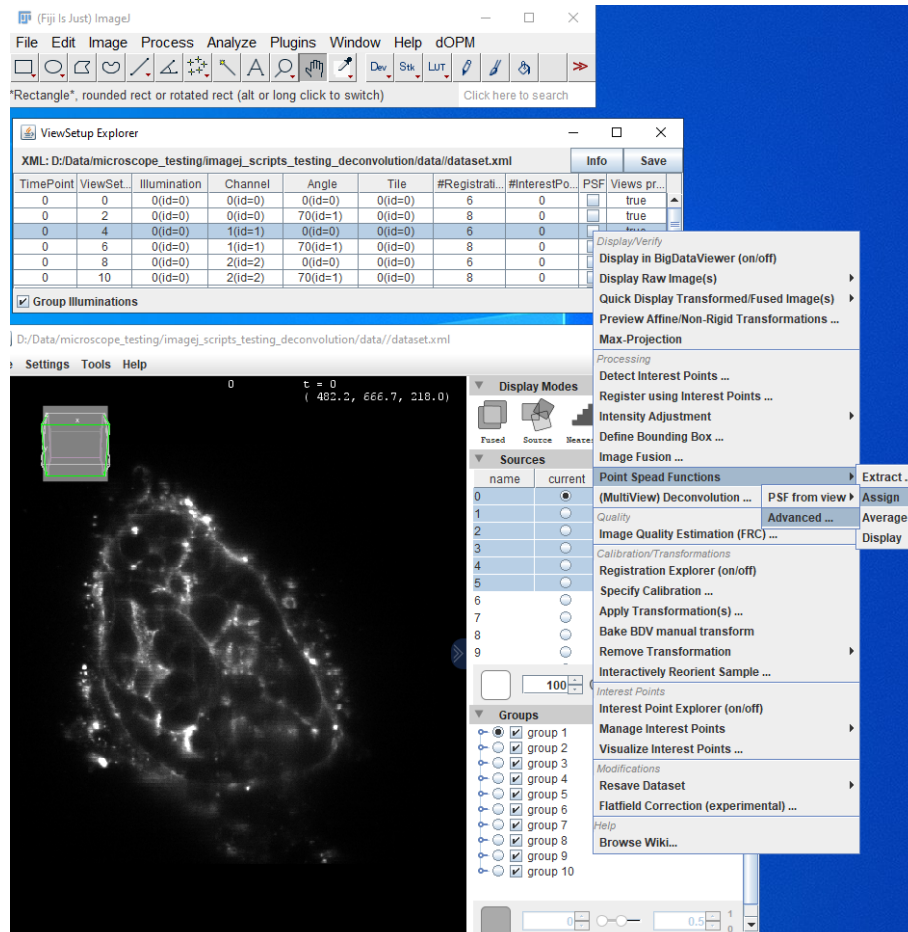 (Fiji Is Just) ImageJ
File Edit Image Process Analyze Plugins Window Help dOPM
Dev Stk LUT
*Rectangle*, rounded rect or rotated rect (alt or long click to switch) Click here to search
ViewSetup Explorer
XML: D:/Data/microscope_testing/imagej_scripts_testing_deconvolution/data//dataset.xml Info Save
TimePoint ViewSet... Illumination Channel Angle Tile #Registrati... #InterestPo... PSF Views pr...
0 0 0(id=0) 0(id=0) 0(id=0) 0(id=0) 6 0 true
0 2 0(id=0) 0(id=0) 70(id=1) 0(id=0) 8 0 true
0 4 0(id=0) 1(id=1) 0(id=0) 0(id=0) 6 0 true
0 6 0(id=0) 1(id=1) 70(id=1) 0(id=0) 8 0
0 8 0(id=0) 2(id=2) 0(id=0) 0(id=0) 6 0
0 10 0(id=0) 2(id=2) 70(id=1) 0(id=0) 8 0
Group Illuminations
D:/Data/microscope_testing/imagej_scripts_testing_deconvolution/data//dataset.xml
Settings Tools Help
0 t = 0
( 482.2, 666.7, 218.0)
Display Modes
Fused Source Neares
Sources
name current
0
1
2
3
4
5
6
7
8
9
100
Groups
group 1
group 2
group 3
group 4
group 5
group 6
group 7
group 8
group 9
group 10
0 0.5 1
0
Display/Verify
Display in BigDataViewer (on/off)
Display Raw Image(s)
Quick Display Transformed/Fused Image(s)
Preview Affine/Non-Rigid Transformations ...
Max-Projection
Processing
Detect Interest Points ...
Register using Interest Points ...
Intensity Adjustment
Define Bounding Box ...
Image Fusion ...
Point Spead Functions
(MultiView) Deconvolution ...
Quality
Image Quality Estimation (FRC) ...
Calibration/Transformations
Registration Explorer (on/off)
Specify Calibration ...
Apply Transformation(s) ...
Bake BDV manual transform
Remove Transformation
Interactively Reorient Sample ...
Interest Points
Interest Point Explorer (on/off)
Manage Interest Points
Visualize Interest Points ...
Modifications
Resave Dataset
Flatfield Correction (experimental) ...
Help
Browse Wiki...
Extract .
Assign
Average
Display
PSF from view
Advanced ...